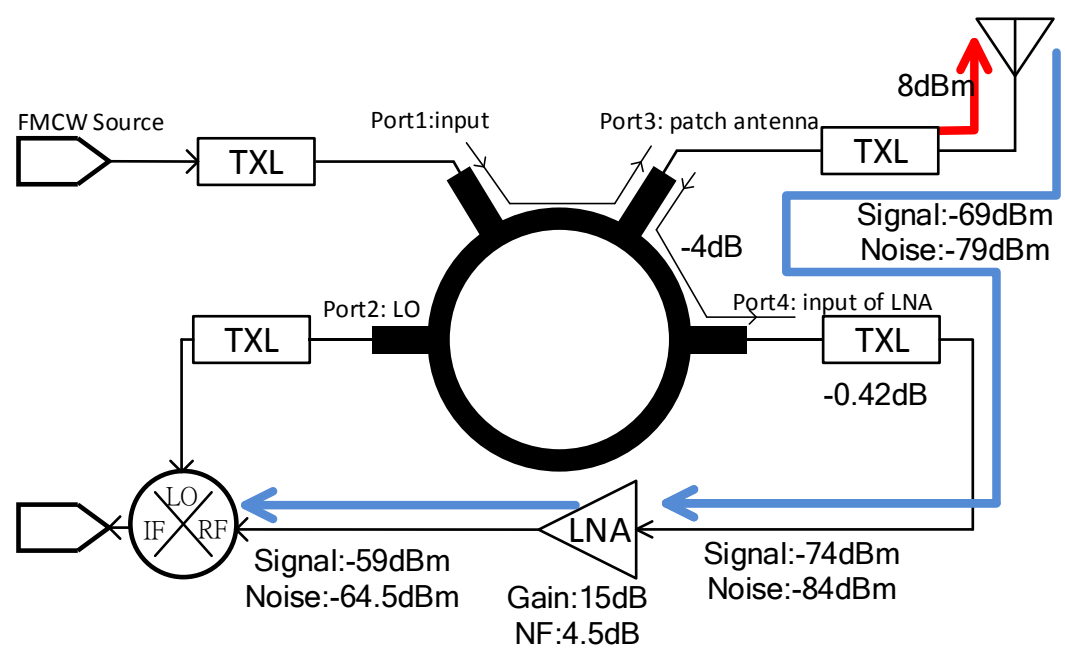 8dBm
FMCW Source
Port1:input
Port3: patch antenna
TXL
TXL
Signal:-69dBm
Noise:-79dBm
-4dB
Port2: LO
Port4: input of LNA
TXL
TXL
-0.42dB
LO
IF
RF
LNA
Signal:-59dBm
Noise:-64.5dBm
Gain:15dB
NF:4.5dB
Signal:-74dBm
Noise:-84dBm